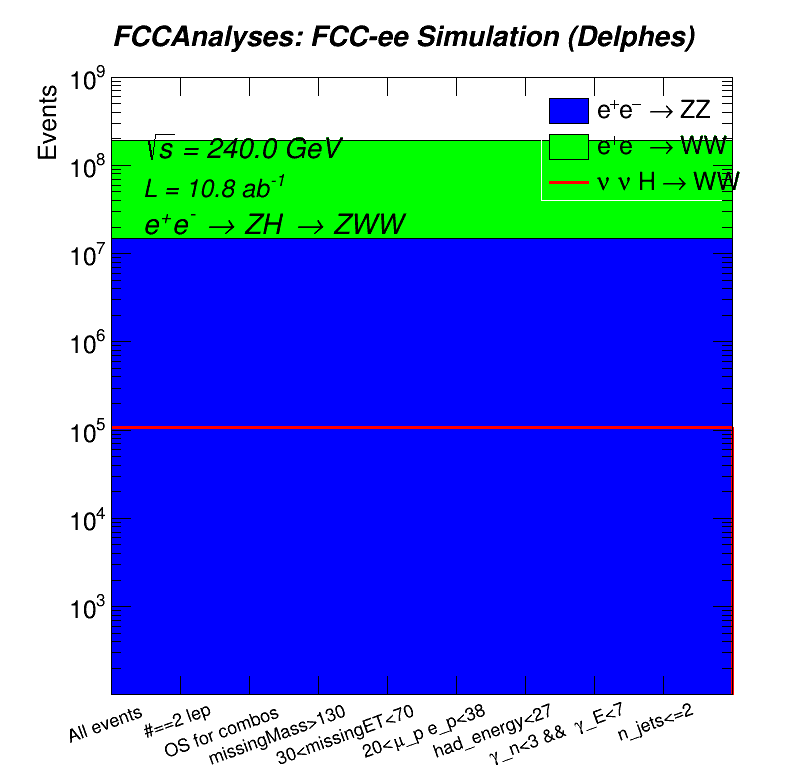 FCCAnalyses: FCC-ee Simulation (Delphes)
Events
10⁹
10⁸
10⁷
10⁶
10⁵
10⁴
10³
√s = 240.0 GeV
L = 10.8 ab⁻¹
e⁺e⁻ → ZH → ZWW
e⁺e⁻ → ZZ
e⁺e⁻ → WW
ν ν H → WW
All events
#==2 lep
OS for combos
missingMass>130
30<missingET<70
20<μ_p e_p<38
had_energy<27
γ_n<3 && γ_E<7
n_jets<=2